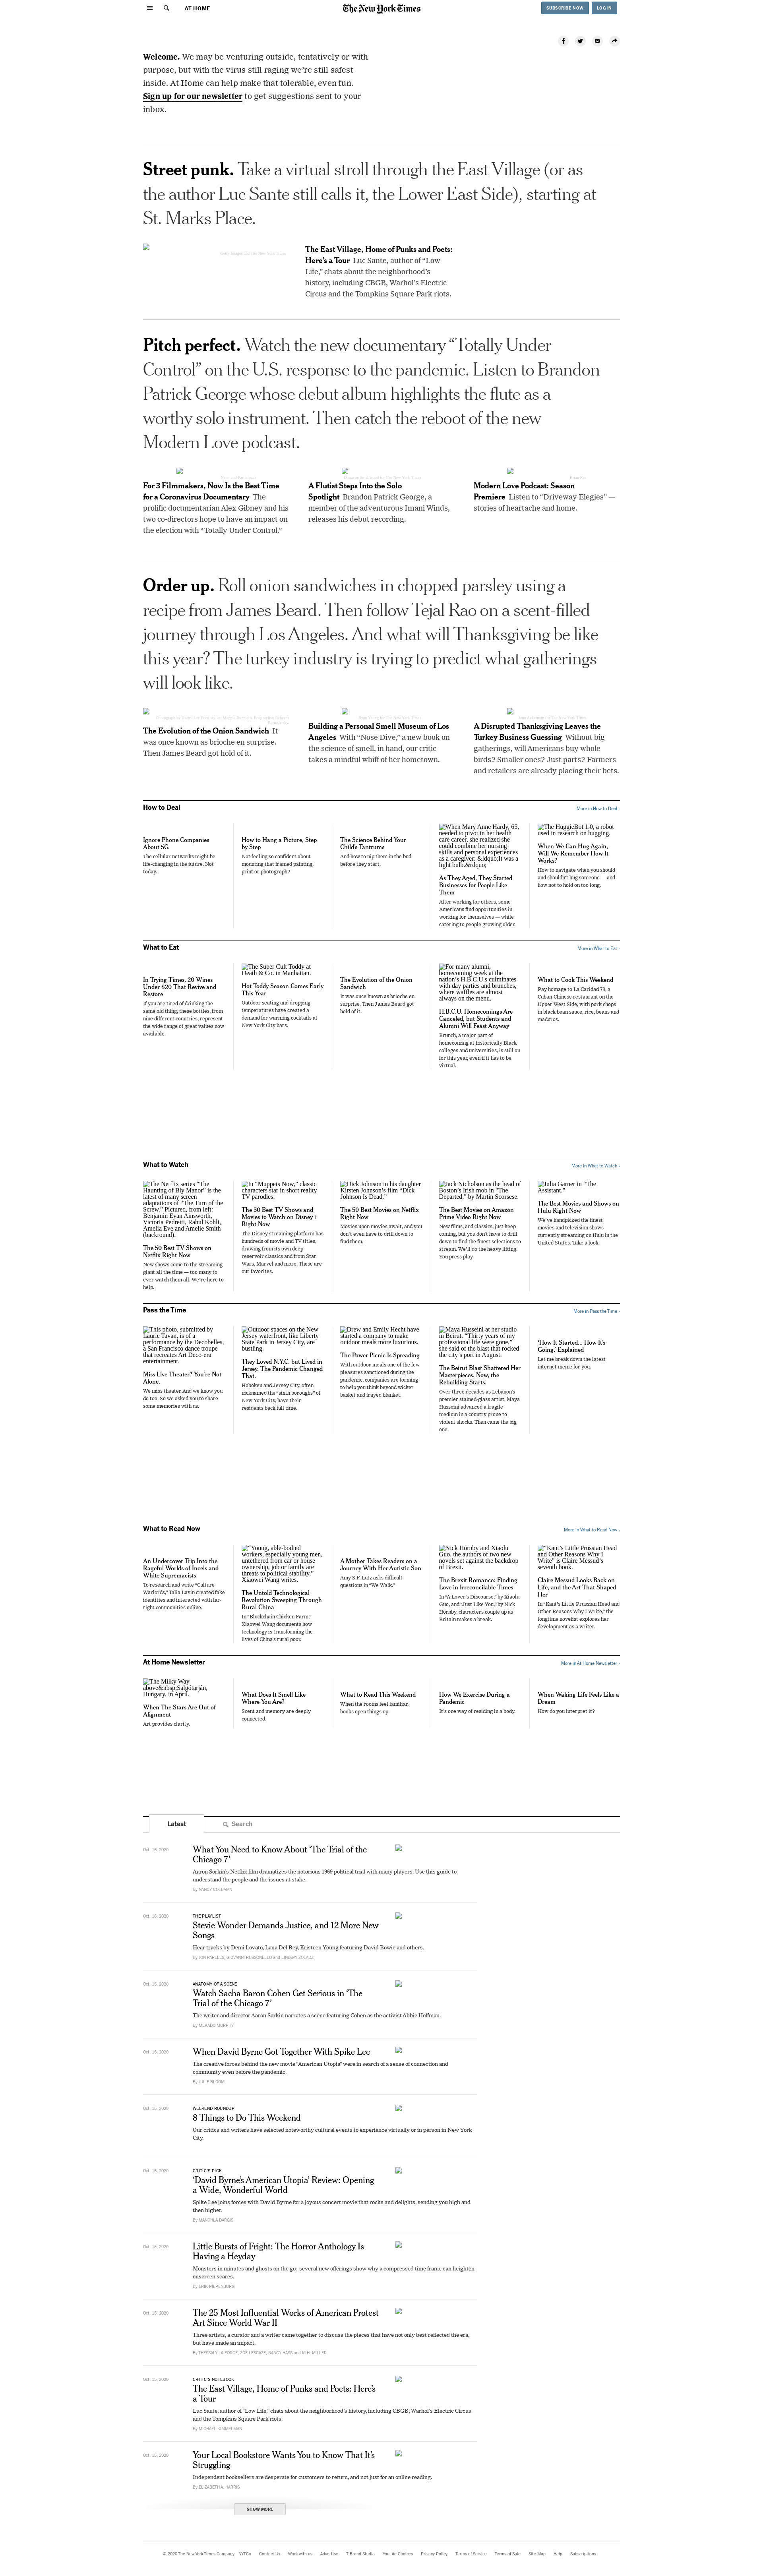 AT HOME
The New York Times
SUBSCRIBE NOW
LOG IN
Welcome. We may be venturing outside, tentatively or with
purpose, but with the virus still raging we're still safest
inside. At Home can help make that tolerable, even fun.
Sign up for our newsletter to get suggestions sent to your
inbox.
Street punk. Take a virtual stroll through the East Village (or as
the author Luc Sante still calls it, the Lower East Side), starting at
St. Marks Place.
The East Village, Home of Punks and Poets:
Here's a Tour Luc Sante, author of “Low
Life,” chats about the neighborhood's
history, including CBGB, Warhol's Electric
Circus and the Tompkins Square Park riots.
Pitch perfect. Watch the new documentary “Totally Under
Control” on the U.S. response to the pandemic. Listen to Brandon
Patrick George whose debut album highlights the flute as a
worthy solo instrument. Then catch the reboot of the new
Modern Love podcast.
For 3 Filmmakers, Now Is the Best Time
for a Coronavirus Documentary The
prolific documentarian Alex Gibney and his
two co-directors hope to have an impact on
the election with “Totally Under Control.”
A Flutist Steps Into the Solo
Spotlight Brandon Patrick George, a
member of the adventurous Imani Winds,
releases his debut recording.
Modern Love Podcast: Season
Premiere Listen to “Driveway Elegies” —
stories of heartache and home.
Order up. Roll onion sandwiches in chopped parsley using a
recipe from James Beard. Then follow Tejal Rao on a scent-filled
journey through Los Angeles. And what will Thanksgiving be like
this year? The turkey industry is trying to predict what gatherings
will look like.
The Evolution of the Onion Sandwich It
was once known as brioche en surprise.
Then James Beard got hold of it.
Building a Personal Smell Museum of Los
Angeles With “Nose Dive,” a new book on
the science of smell, in hand, our critic
takes a mindful whiff of her hometown.
A Disrupted Thanksgiving Leaves the
Turkey Business Guessing Without big
gatherings, will Americans buy whole
birds? Smaller ones? Just parts? Farmers
and retailers are already placing their bets.
How to Deal
More in How to Deal ›
Ignore Phone Companies
About 5G
The cellular networks might be
life-changing in the future. Not
today.
How to Hang a Picture, Step
by Step
Not feeling so confident about
mounting that framed painting,
print or photograph?
The Science Behind Your
Child's Tantrums
And how to nip them in the bud
before they start.
When Mary Anne Hardy, 65,
needed to pivot in her health
care career, she realized she
could combine her nursing
skills and personal experiences
as a caregiver: &ldquo;It was a
light bulb.&rdquo;
As They Aged, They Started
Businesses for People Like
Them
After working for others, some
Americans find opportunities in
working for themselves — while
catering to people growing older.
The HuggieBot 1.0, a robot
used in research on hugging.
When We Can Hug Again,
Will We Remember How It
Works?
How to navigate when you should
and shouldn't hug someone — and
how not to hold on too long.
What to Eat
More in What to Eat ›
In Trying Times, 20 Wines
Under $20 That Revive and
Restore
If you are tired of drinking the
same old thing, these bottles, from
nine different countries, represent
the wide range of great values now
available.
The Super Cult Toddy at
Death & Co. in Manhattan.
Hot Toddy Season Comes Early
This Year
Outdoor seating and dropping
temperatures have created a
demand for warming cocktails at
New York City bars.
The Evolution of the Onion
Sandwich
It was once known as brioche en
surprise. Then James Beard got
hold of it.
For many alumni,
homecoming week at the
nation's H.B.C.U.s culminates
with day parties and brunches,
where waffles are almost
always on the menu.
H.B.C.U. Homecomings Are
Canceled, but Students and
Alumni Will Feast Anyway
Brunch, a major part of
homecoming at historically Black
colleges and universities, is still on
for this year, even if it has to be
virtual.
What to Cook This Weekend
Pay homage to La Caridad 78, a
Cuban-Chinese restaurant on the
Upper West Side, with pork chops
in black bean sauce, rice, beans and
maduros.
What to Watch
More in What to Watch ›
The Netflix series “The
Haunting of Bly Manor” is the
latest of many screen
adaptations of “The Turn of the
Screw.” Pictured, from left:
Benjamin Evan Ainsworth,
Victoria Pedretti, Rahul Kohli,
Amelia Eve and Amelie Smith
(backround).
The 50 Best TV Shows on
Netflix Right Now
New shows come to the streaming
giant all the time — too many to
ever watch them all. We're here to
help.
In “Muppets Now,” classic
characters star in short reality
TV parodies.
The 50 Best TV Shows and
Movies to Watch on Disney+
Right Now
The Disney streaming platform has
hundreds of movie and TV titles,
drawing from its own deep
reservoir classics and from Star
Wars, Marvel and more. These are
our favorites.
Dick Johnson in his daughter
Kirsten Johnson's film “Dick
Johnson Is Dead.”
The 50 Best Movies on Netflix
Right Now
Movies upon movies await, and you
don't even have to drill down to
find them.
Jack Nicholson as the head of
Boston's Irish mob in "The
Departed," by Martin Scorsese.
The Best Movies on Amazon
Prime Video Right Now
New films, and classics, just keep
coming, but you don't have to drill
down to find the finest selections to
stream. We'll do the heavy lifting.
You press play.
Julia Garner in “The
Assistant.”
The Best Movies and Shows on
Hulu Right Now
We've handpicked the finest
movies and television shows
currently streaming on Hulu in the
United States. Take a look.
Pass the Time
More in Pass the Time ›
This photo, submitted by
Laurie Tavan, is of a
performance by the Decobelles,
a San Francisco dance troupe
that recreates Art Deco-era
entertainment.
Miss Live Theater? You're Not
Alone.
We miss theater. And we know you
do too. So we asked you to share
some memories with us.
Outdoor spaces on the New
Jersey waterfront, like Liberty
State Park in Jersey City, are
bustling.
They Loved N.Y.C. but Lived in
Jersey. The Pandemic Changed
That.
Hoboken and Jersey City, often
nicknamed the “sixth boroughs” of
New York City, have their
residents back full time.
Drew and Emily Hecht have
started a company to make
outdoor meals more luxurious.
The Power Picnic Is Spreading
With outdoor meals one of the few
pleasures sanctioned during the
pandemic, companies are forming
to help you think beyond wicker
basket and frayed blanket.
Maya Husseini at her studio
in Beirut. “Thirty years of my
professional life were gone,”
she said of the blast that rocked
the city's port in August.
The Beirut Blast Shattered Her
Masterpieces. Now, the
Rebuilding Starts.
Over three decades as Lebanon's
premier stained-glass artist, Maya
Husseini advanced a fragile
medium in a country prone to
violent shocks. Then came the big
one.
‘How It Started... How It's
Going,’ Explained
Let me break down the latest
internet meme for you.
What to Read Now
More in What to Read Now ›
An Undercover Trip Into the
Rageful Worlds of Incels and
White Supremacists
To research and write “Culture
Warlords,” Talia Lavin created fake
identities and interacted with far-
right communities online.
“Young, able-bodied
workers, especially young men,
untethered from car or house
ownership, job or family are
threats to political stability,”
Xiaowei Wang writes.
The Untold Technological
Revolution Sweeping Through
Rural China
In “Blockchain Chicken Farm,”
Xiaowei Wang documents how
technology is transforming the
lives of China's rural poor.
A Mother Takes Readers on a
Journey With Her Autistic Son
Amy S.F. Lutz asks difficult
questions in “We Walk.”
Nick Hornby and Xiaolu
Guo, the authors of two new
novels set against the backdrop
of Brexit.
The Brexit Romance: Finding
Love in Irreconcilable Times
In “A Lover's Discourse,” by Xiaolu
Guo, and “Just Like You,” by Nick
Hornby, characters couple up as
Britain makes a break.
“Kant's Little Prussian Head
and Other Reasons Why I
Write” is Claire Messud's
seventh book.
Claire Messud Looks Back on
Life, and the Art That Shaped
Her
In “Kant's Little Prussian Head and
Other Reasons Why I Write,” the
longtime novelist explores her
development as a writer.
At Home Newsletter
More in At Home Newsletter ›
The Milky Way
above&nbsp;Salgótarján,
Hungary, in April.
When The Stars Are Out of
Alignment
Art provides clarity.
What Does It Smell Like
Where You Are?
Scent and memory are deeply
connected.
What to Read This Weekend
When the rooms feel familiar,
books open things up.
How We Exercise During a
Pandemic
It's one way of residing in a body.
When Waking Life Feels Like a
Dream
How do you interpret it?
Latest
Search
Oct. 16, 2020
What You Need to Know About ‘The Trial of the
Chicago 7’
Aaron Sorkin's Netflix film dramatizes the notorious 1969 political trial with many players. Use this guide to
understand the people and the issues at stake.
By NANCY COLEMAN
Oct. 16, 2020
THE PLAYLIST
Stevie Wonder Demands Justice, and 12 More New
Songs
Hear tracks by Demi Lovato, Lana Del Rey, Kristeen Young featuring David Bowie and others.
By JON PARELES, GIOVANNI RUSSONELLO and LINDSAY ZOLADZ
Oct. 16, 2020
ANATOMY OF A SCENE
Watch Sacha Baron Cohen Get Serious in ‘The
Trial of the Chicago 7’
The writer and director Aaron Sorkin narrates a scene featuring Cohen as the activist Abbie Hoffman.
By MEKADO MURPHY
Oct. 16, 2020
When David Byrne Got Together With Spike Lee
The creative forces behind the new movie “American Utopia” were in search of a sense of connection and
community even before the pandemic.
By JULIE BLOOM
Oct. 15, 2020
WEEKEND ROUNDUP
8 Things to Do This Weekend
Our critics and writers have selected noteworthy cultural events to experience virtually or in person in New York
City.
Oct. 15, 2020
CRITIC'S PICK
‘David Byrne's American Utopia’ Review: Opening
a Wide, Wonderful World
Spike Lee joins forces with David Byrne for a joyous concert movie that rocks and delights, sending you high and
then higher.
By MANOHLA DARGIS
Oct. 15, 2020
Little Bursts of Fright: The Horror Anthology Is
Having a Heyday
Monsters in minutes and ghosts on the go: several new offerings show why a compressed time frame can heighten
onscreen scares.
By ERIK PIEPENBURG
Oct. 15, 2020
The 25 Most Influential Works of American Protest
Art Since World War II
Three artists, a curator and a writer came together to discuss the pieces that have not only best reflected the era,
but have made an impact.
By THESSALY LA FORCE, ZOË LESCAZE, NANCY HASS and M.H. MILLER
Oct. 15, 2020
CRITIC'S NOTEBOOK
The East Village, Home of Punks and Poets: Here's
a Tour
Luc Sante, author of “Low Life,” chats about the neighborhood's history, including CBGB, Warhol's Electric Circus
and the Tompkins Square Park riots.
By MICHAEL KIMMELMAN
Oct. 15, 2020
Your Local Bookstore Wants You to Know That It's
Struggling
Independent booksellers are desperate for customers to return, and not just for an online reading.
By ELIZABETH A. HARRIS
SHOW MORE
© 2020 The New York Times Company
NYTCo
Contact Us
Work with us
Advertise
T Brand Studio
Your Ad Choices
Privacy Policy
Terms of Service
Terms of Sale
Site Map
Help
Subscriptions